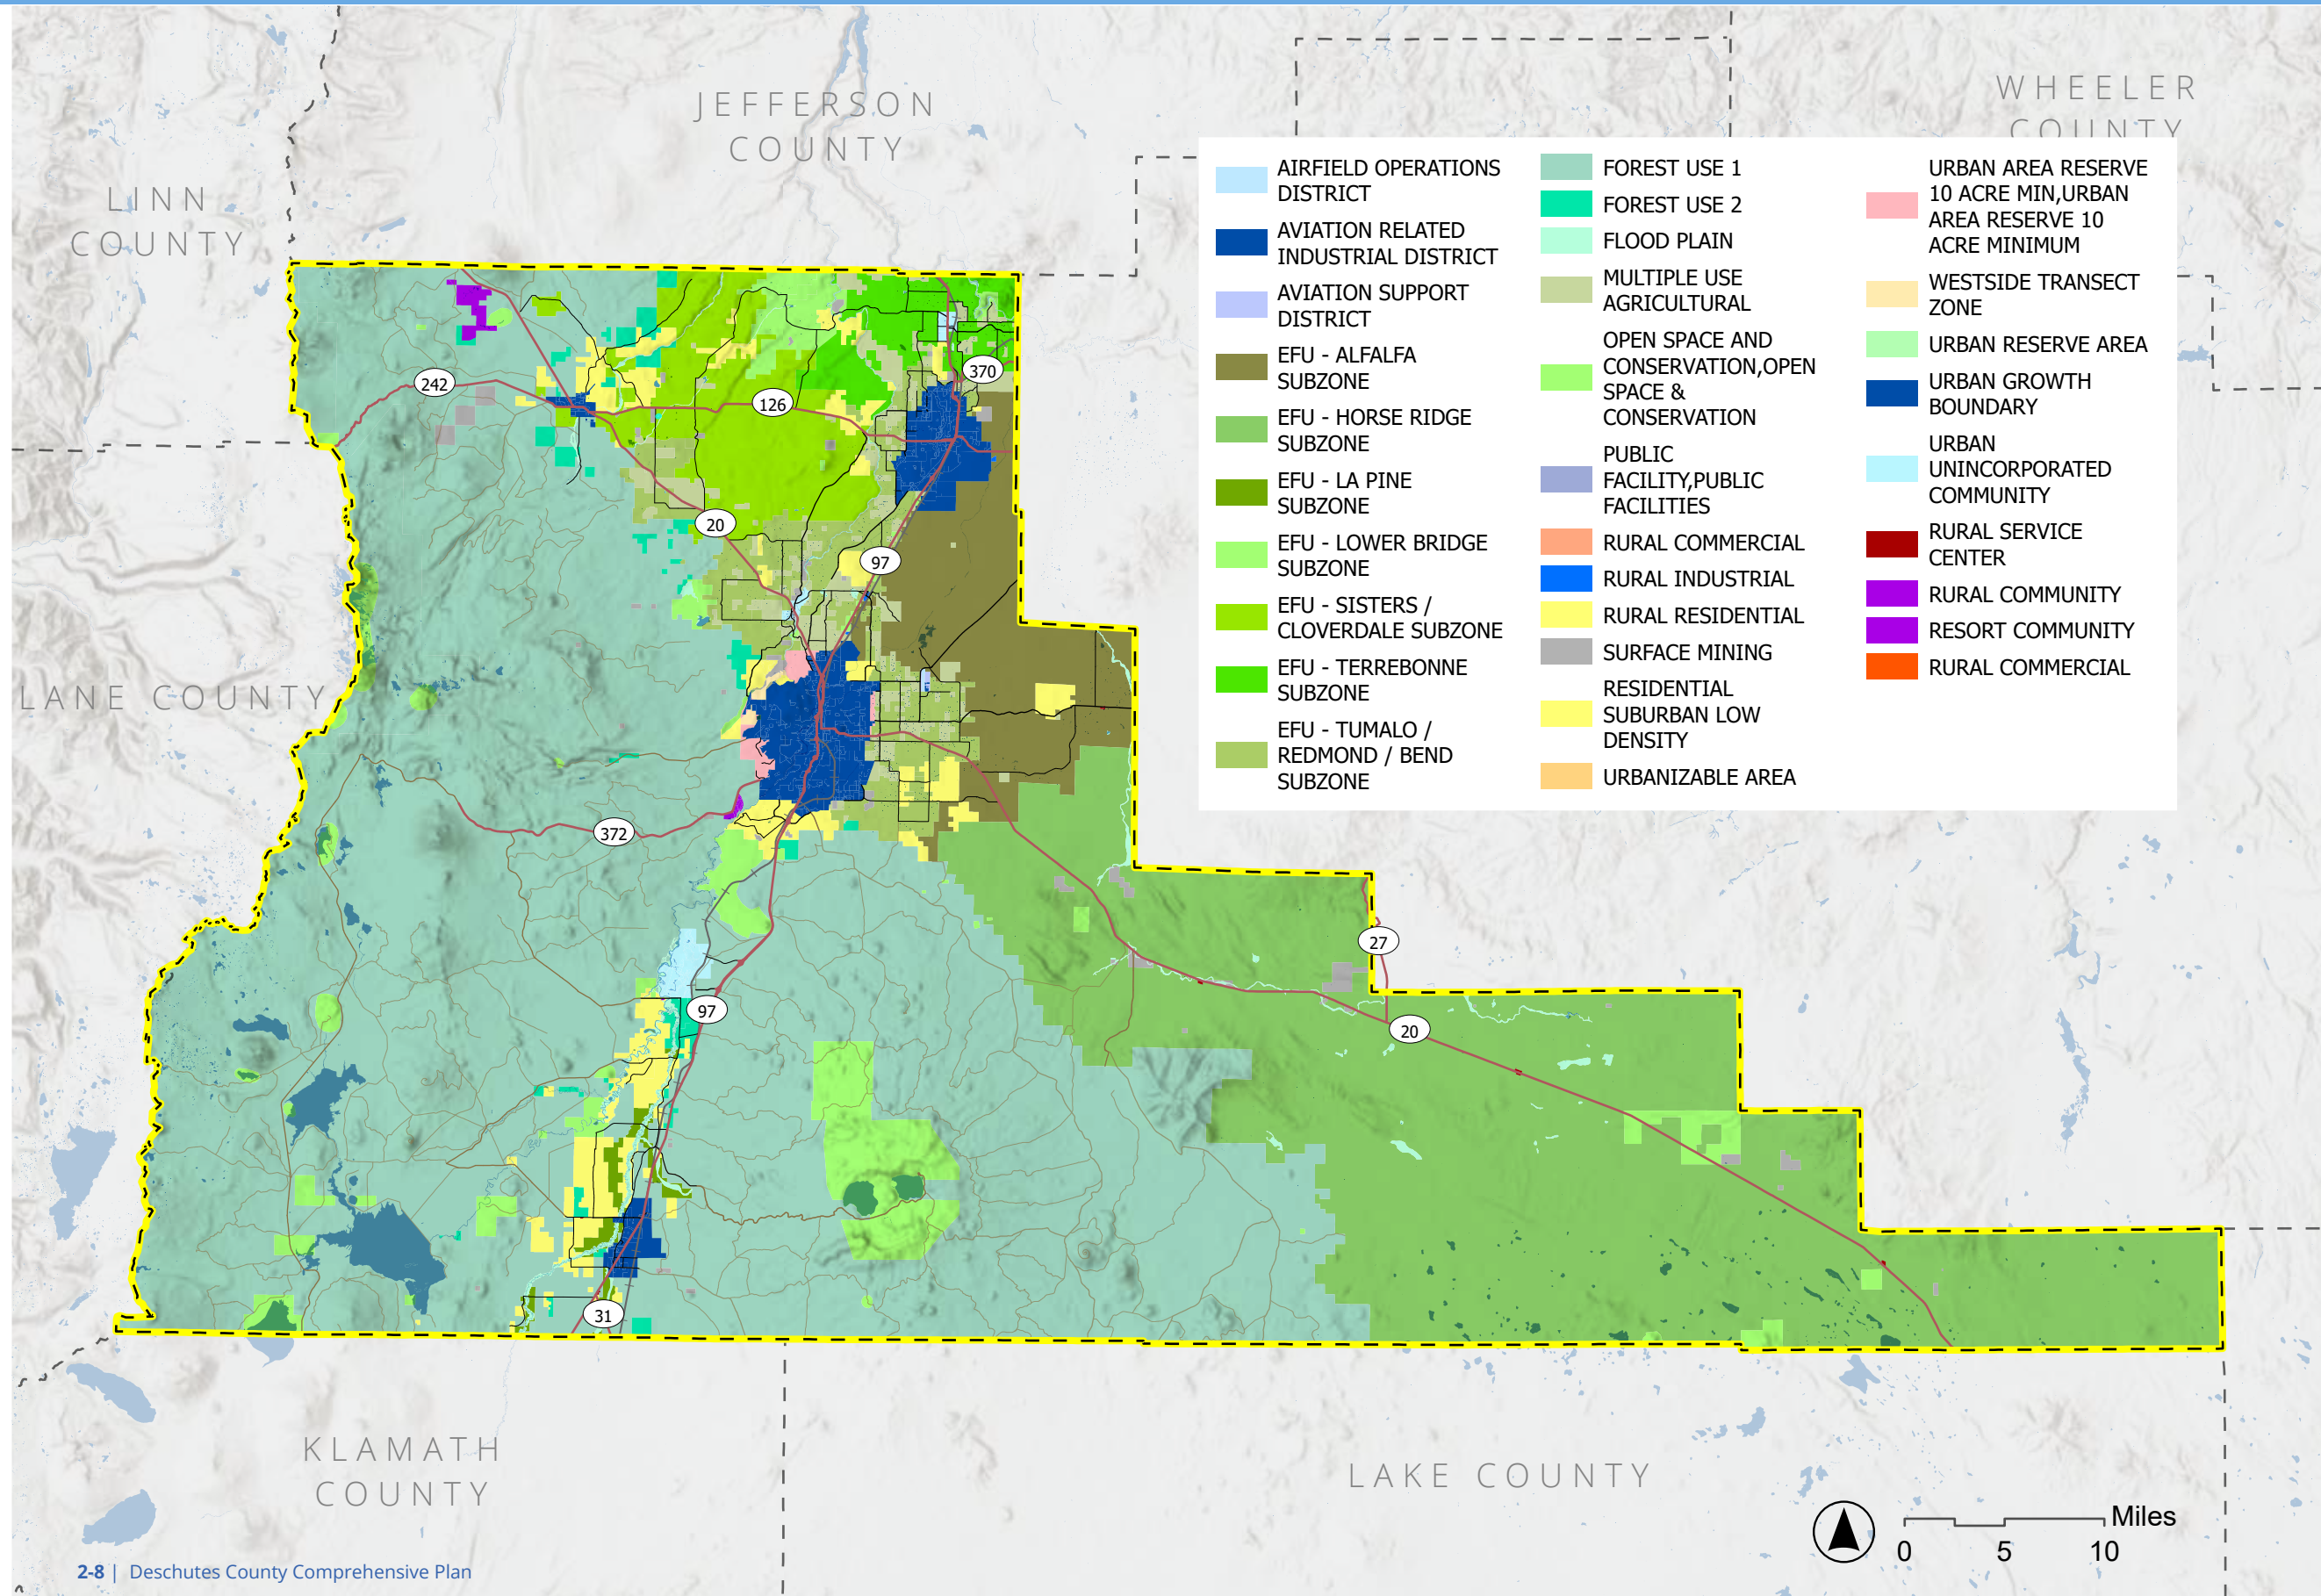 JEFFERSON
COUNTY
WHEELER
COUNTY
LINN
COUNTY
LANE COUNTY
KLAMATH
COUNTY
LAKE COUNTY
242
126
370
20
97
372
97
31
27
20
AIRFIELD OPERATIONS
DISTRICT
AVIATION RELATED
INDUSTRIAL DISTRICT
AVIATION SUPPORT
DISTRICT
EFU - ALFALFA
SUBZONE
EFU - HORSE RIDGE
SUBZONE
EFU - LA PINE
SUBZONE
EFU - LOWER BRIDGE
SUBZONE
EFU - SISTERS /
CLOVERDALE SUBZONE
EFU - TERREBONNE
SUBZONE
EFU - TUMALO /
REDMOND / BEND
SUBZONE
FOREST USE 1
FOREST USE 2
FLOOD PLAIN
MULTIPLE USE
AGRICULTURAL
OPEN SPACE AND
CONSERVATION,OPEN
SPACE &
CONSERVATION
PUBLIC
FACILITY,PUBLIC
FACILITIES
RURAL COMMERCIAL
RURAL INDUSTRIAL
RURAL RESIDENTIAL
SURFACE MINING
RESIDENTIAL
SUBURBAN LOW
DENSITY
URBANIZABLE AREA
URBAN AREA RESERVE
10 ACRE MIN,URBAN
AREA RESERVE 10
ACRE MINIMUM
WESTSIDE TRANSECT
ZONE
URBAN RESERVE AREA
URBAN GROWTH
BOUNDARY
URBAN
UNINCORPORATED
COMMUNITY
RURAL SERVICE
CENTER
RURAL COMMUNITY
RESORT COMMUNITY
RURAL COMMERCIAL
Miles
0 5 10
2-8 | Deschutes County Comprehensive Plan